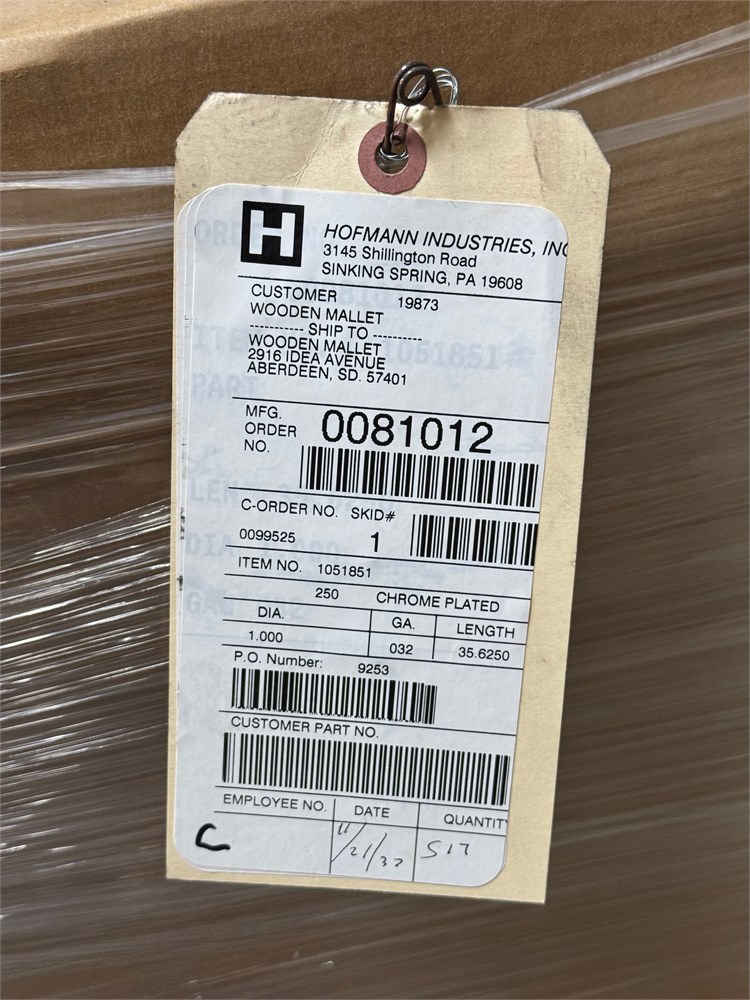 H
HOFMANN INDUSTRIES, INC
3145 Shillington Road
SINKING SPRING, PA 19608
CUSTOMER 19873
WOODEN MALLET
----------- SHIP TO ----------
WOODEN MALLET
2916 IDEA AVENUE
ABERDEEN, SD. 57401
MFG.
ORDER
NO.
0081012
C-ORDER NO. SKID#
0099525 1
ITEM NO. 1051851
250 CHROME PLATED
DIA. GA. LENGTH
1.000 032 35.6250
P.O. Number: 9253
CUSTOMER PART NO.
EMPLOYEE NO. DATE QUANTITY
C 11/21/32 517